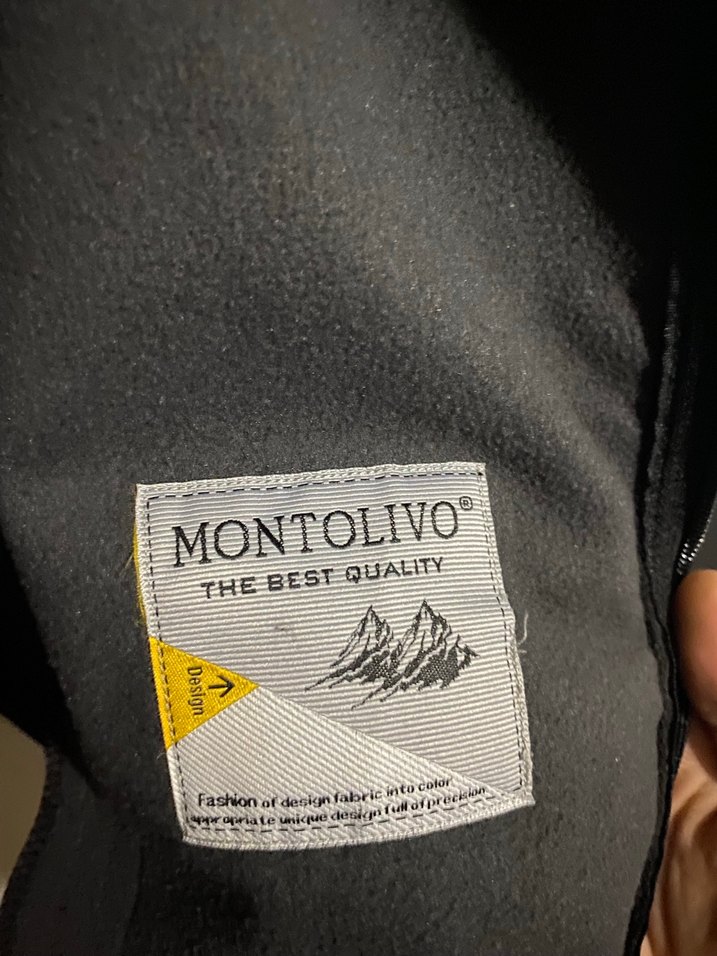 MONTOLIVO®
THE BEST QUALITY
Design
Fashion of design fabric into color
appropriate unique design full of precision